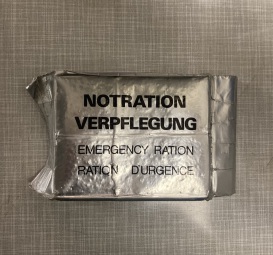 NOTRATION
VERPFLEGUNG
EMERGENCY RATION
RATION D'URGENCE